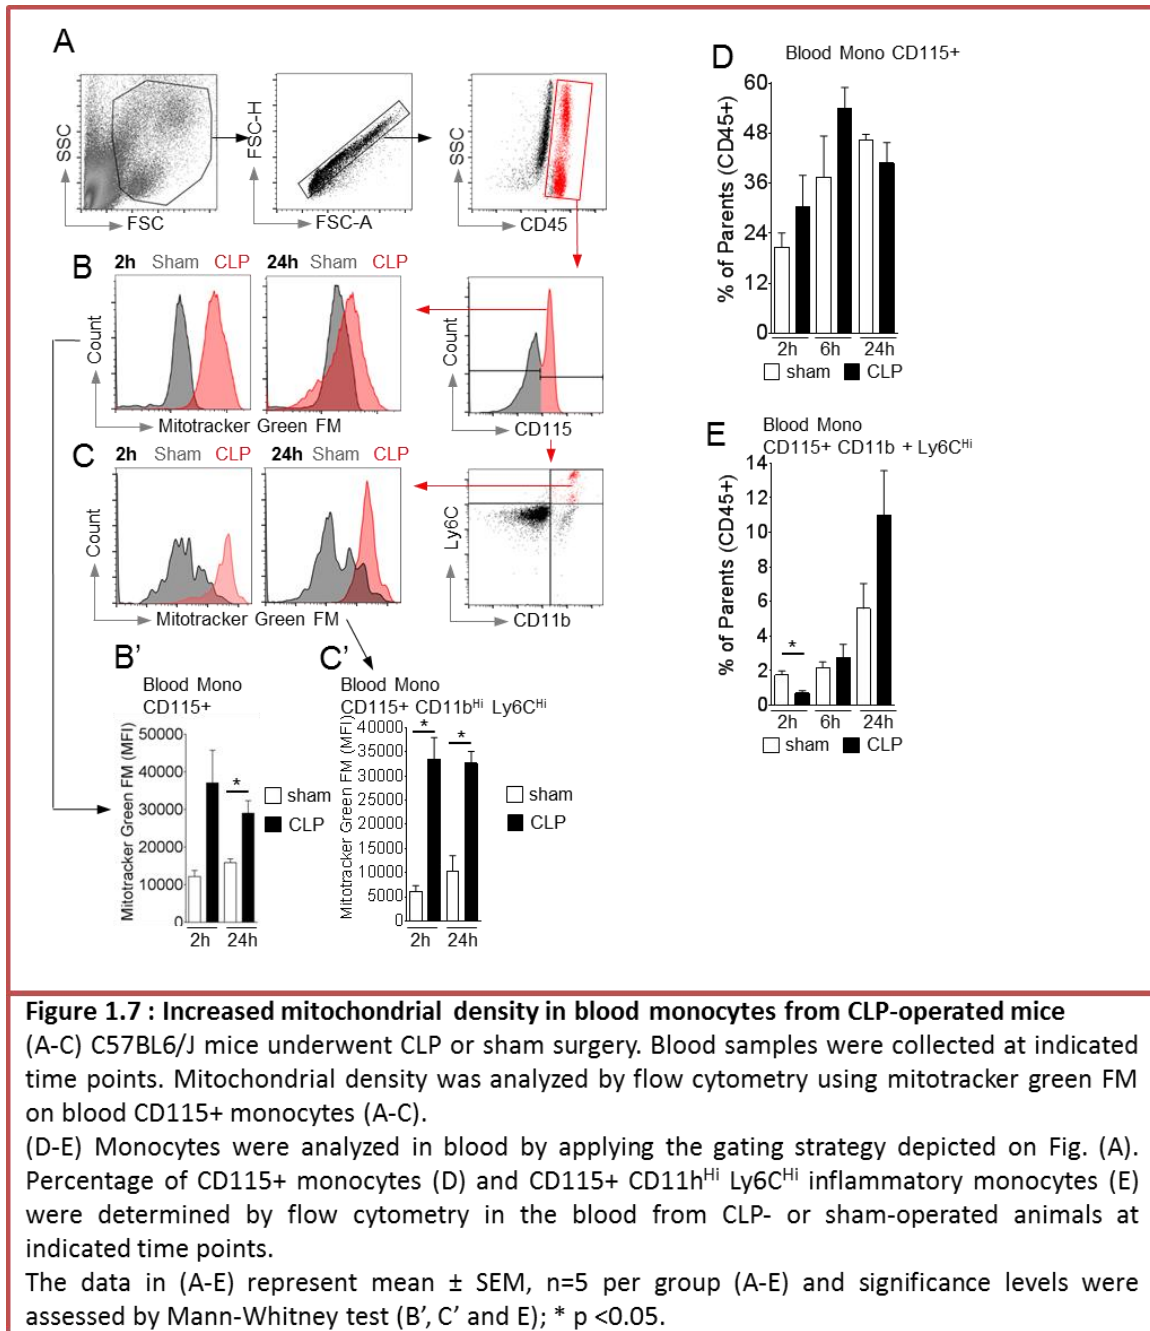 A
SSC
FSC
FSC-H
FSC-A
SSC
CD45
B
2h Sham CLP
24h Sham CLP
Count
Mitotracker Green FM
Count
CD115
C
2h Sham CLP
24h Sham CLP
Count
Mitotracker Green FM
Ly6C
CD11b
B'
Blood Mono
CD115+
Mitotracker Green FM (MFI)
50000
40000
30000
20000
10000
0
*
2h 24h
sham
CLP
C'
Blood Mono
CD115+ CD11bHi Ly6CHi
Mitotracker Green FM (MFI)
40000
35000
30000
25000
20000
15000
10000
5000
0
* *
2h 24h
sham
CLP
D
Blood Mono CD115+
% of Parents (CD45+)
60
48
36
24
12
0
2h 6h 24h
sham CLP
E
Blood Mono
CD115+ CD11b + Ly6CHi
% of Parents (CD45+)
14
12
10
8
6
4
2
0
*
2h 6h 24h
sham CLP
Figure 1.7 : Increased mitochondrial density in blood monocytes from CLP-operated mice
(A-C) C57BL6/J mice underwent CLP or sham surgery. Blood samples were collected at indicated
time points. Mitochondrial density was analyzed by flow cytometry using mitotracker green FM
on blood CD115+ monocytes (A-C).
(D-E) Monocytes were analyzed in blood by applying the gating strategy depicted on Fig. (A).
Percentage of CD115+ monocytes (D) and CD115+ CD11hHi Ly6CHi inflammatory monocytes (E)
were determined by flow cytometry in the blood from CLP- or sham-operated animals at
indicated time points.
The data in (A-E) represent mean ± SEM, n=5 per group (A-E) and significance levels were
assessed by Mann-Whitney test (B', C' and E); * p <0.05.